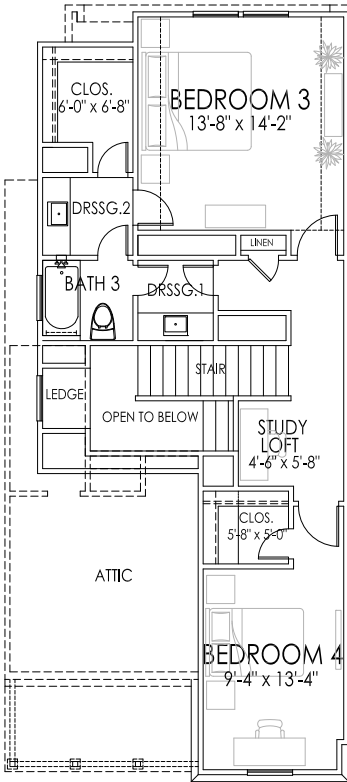 CLOS.
6'-0" x 6'-8"
BEDROOM 3
13'-8" x 14'-2"
DRSSG.2
LINEN
BATH 3
DRSSG.1
STAIR
LEDGE
OPEN TO BELOW
STUDY
LOFT
4'-6" x 5'-8"
CLOS.
5'-8" x 5'-0"
ATTIC
BEDROOM 4
9'-4" x 13'-4"